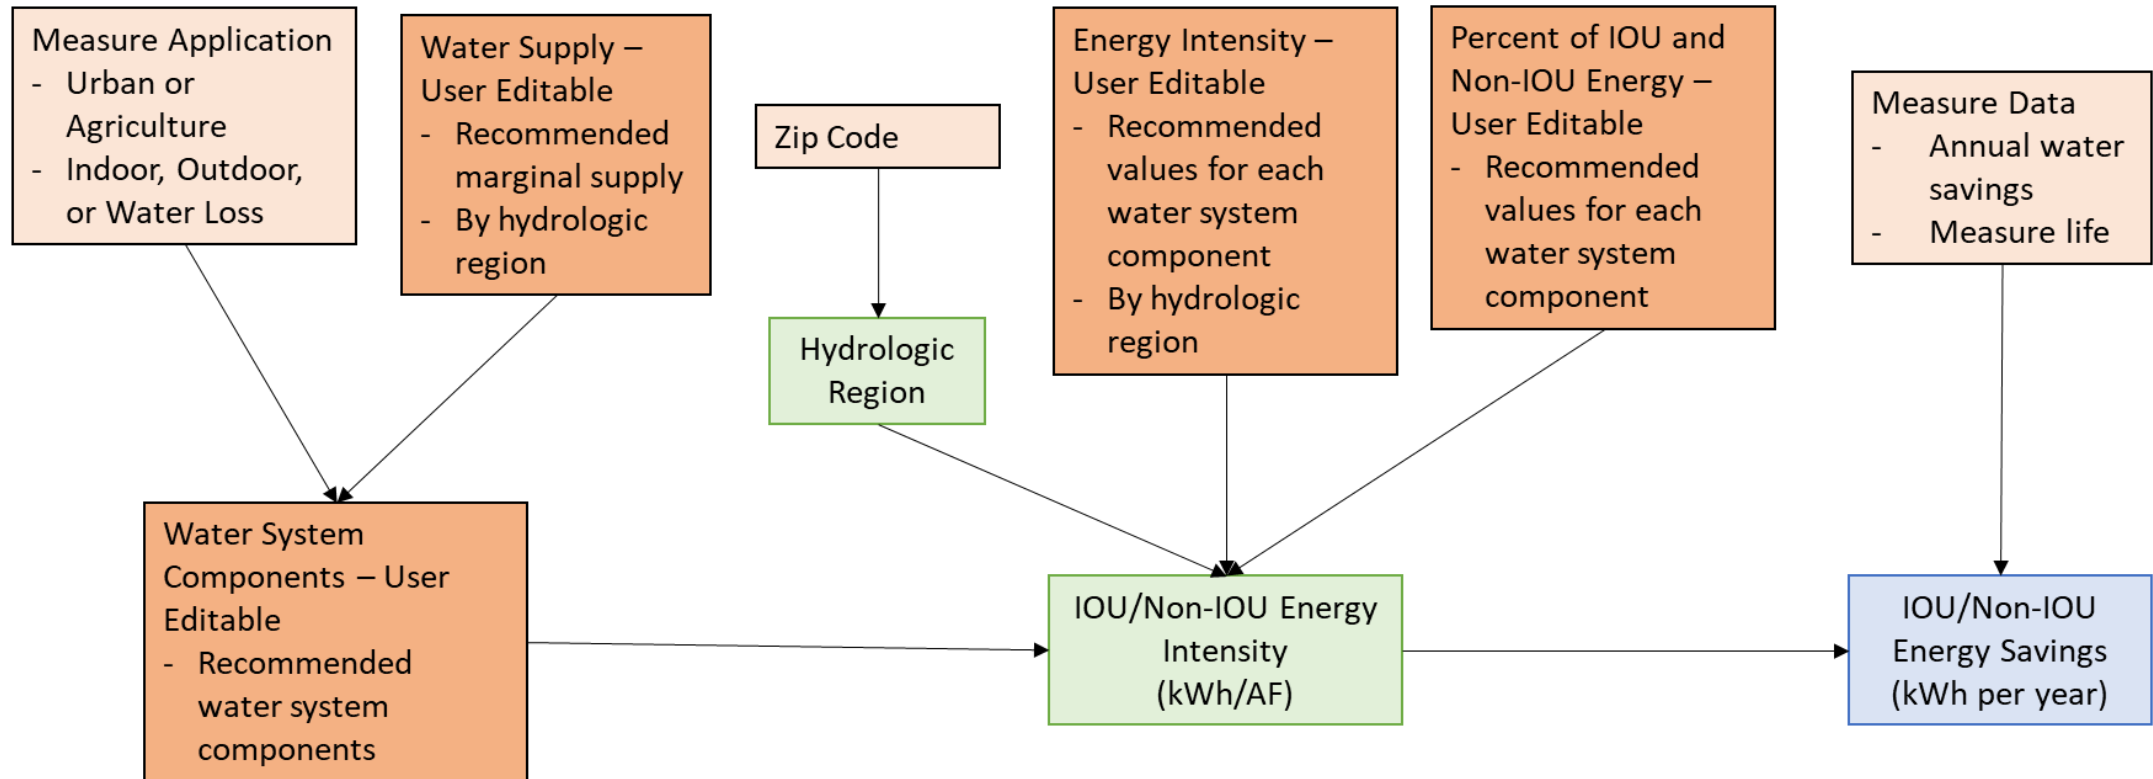 Measure Application
- Urban or
Agriculture
- Indoor, Outdoor,
or Water Loss
Water Supply –
User Editable
- Recommended
marginal supply
- By hydrologic
region
Zip Code
Energy Intensity –
User Editable
- Recommended
values for each
water system
component
- By hydrologic
region
Percent of IOU and
Non-IOU Energy –
User Editable
- Recommended
values for each
water system
component
Measure Data
- Annual water
savings
- Measure life
Hydrologic
Region
Water System
Components – User
Editable
- Recommended
water system
components
IOU/Non-IOU Energy
Intensity
(kWh/AF)
IOU/Non-IOU
Energy Savings
(kWh per year)